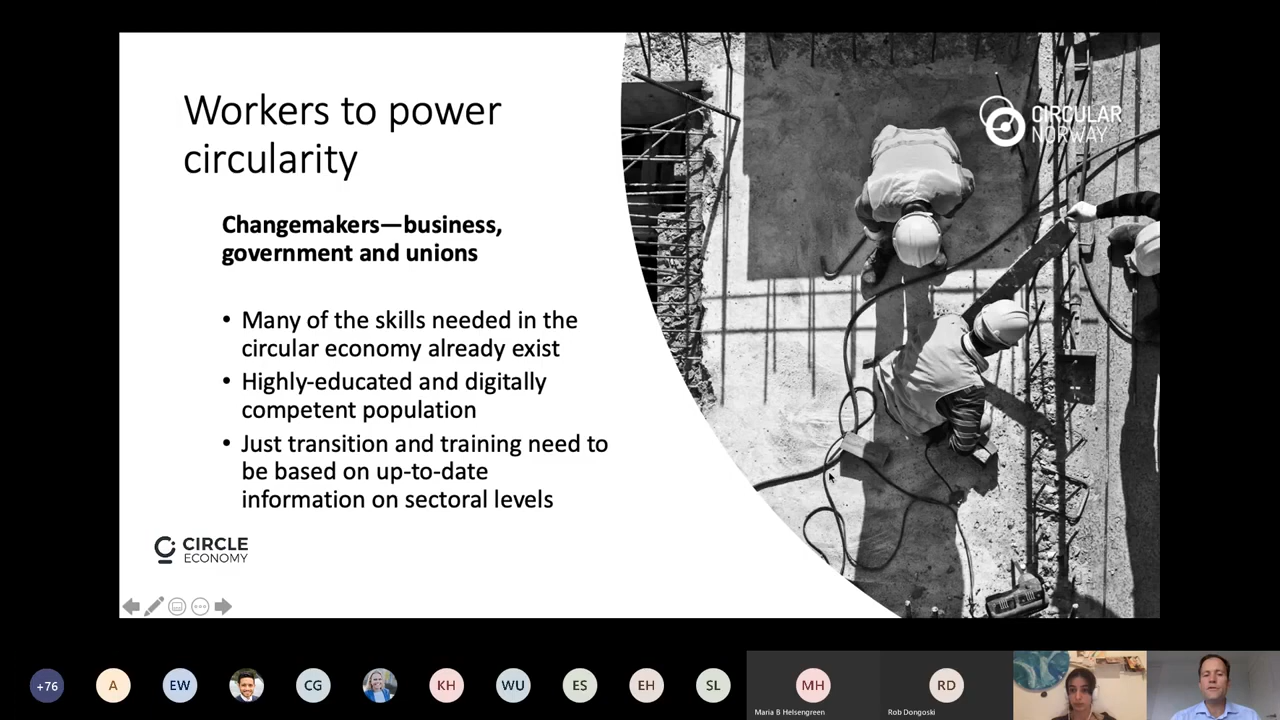 Workers to power
circularity
CIRCULAR
NORWAY
Changemakers—business,
government and unions
• Many of the skills needed in the
circular economy already exist
• Highly-educated and digitally
competent population
• Just transition and training need to
be based on up-to-date
information on sectoral levels
CIRCLE
ECONOMY
+76
A
EW
CG
KH
WU
ES
EH
SL
MH
Maria B Helsengreen
RD
Rob Dongoski